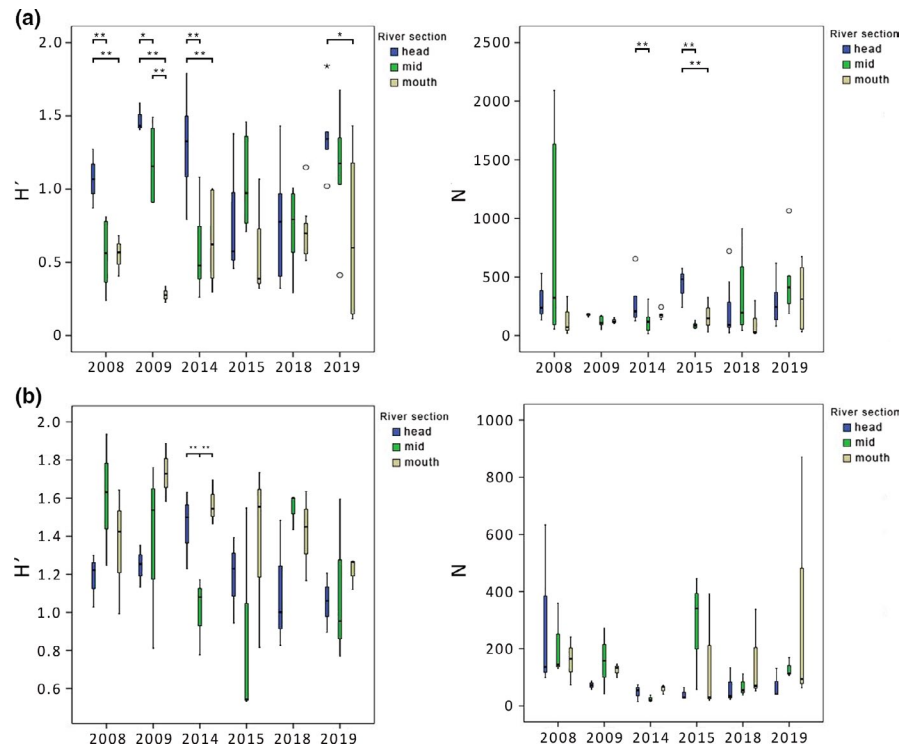 (a)
2.0
1.5
1.0
0.5
0
H′
** ** * ** ** ** ** *
2008 2009 2014 2015 2018 2019
River section
head
mid
mouth
2500
2000
1500
1000
500
0
N
** ** **
2008 2009 2014 2015 2018 2019
River section
head
mid
mouth
(b)
2.0
1.8
1.6
1.4
1.2
1.0
0.8
0.6
H′
** **
2008 2009 2014 2015 2018 2019
River section
head
mid
mouth
1000
800
600
400
200
0
N
2008 2009 2014 2015 2018 2019
River section
head
mid
mouth